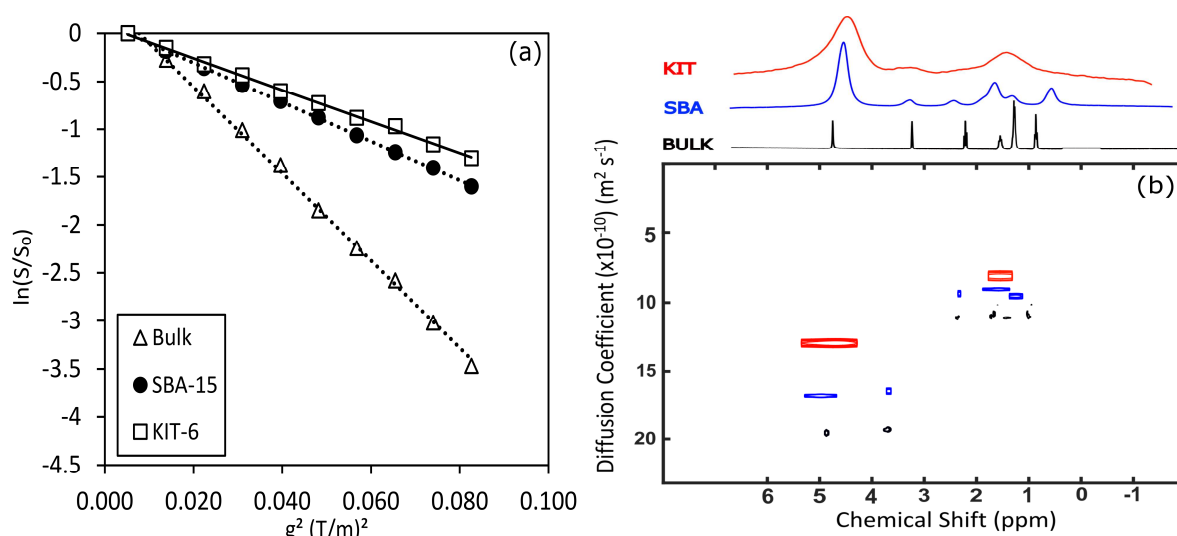 (a)
0
-0.5
-1
-1.5
-2
-2.5
-3
-3.5
-4
-4.5
ln(S/S₀)
Bulk
SBA-15
KIT-6
0.000 0.020 0.040 0.060 0.080 0.100
g² (T/m)²
KIT
SBA
BULK
(b)
5
10
15
20
Diffusion Coefficient (x10⁻¹⁰) (m² s⁻¹)
6 5 4 3 2 1 0 -1
Chemical Shift (ppm)